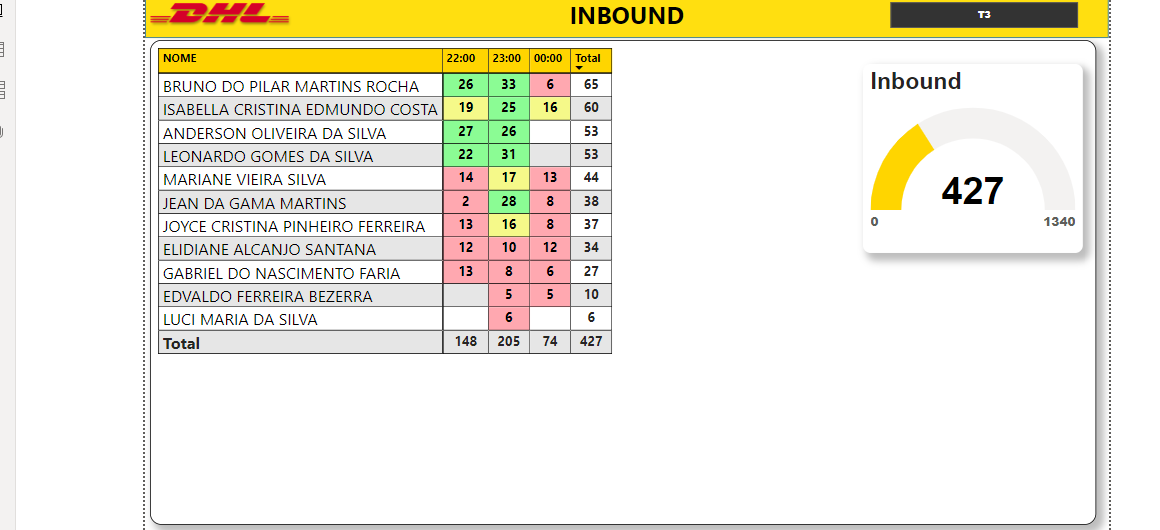 DHL INBOUND T3
NOME 22:00 23:00 00:00 Total
BRUNO DO PILAR MARTINS ROCHA 26 33 6 65
ISABELLA CRISTINA EDMUNDO COSTA 19 25 16 60
ANDERSON OLIVEIRA DA SILVA 27 26 53
LEONARDO GOMES DA SILVA 22 31 53
MARIANE VIEIRA SILVA 14 17 13 44
JEAN DA GAMA MARTINS 2 28 8 38
JOYCE CRISTINA PINHEIRO FERREIRA 13 16 8 37
ELIDIANE ALCANJO SANTANA 12 10 12 34
GABRIEL DO NASCIMENTO FARIA 13 8 6 27
EDVALDO FERREIRA BEZERRA 5 5 10
LUCI MARIA DA SILVA 6 6
Total 148 205 74 427
Inbound
427
0 1340